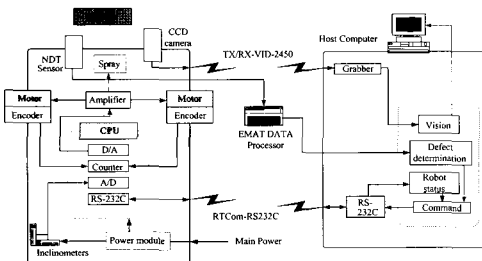 CCD
camera
NDT
Sensor
Spray
TX/RX-VID-2450
Host Computer
Grabber
Motor
Amplifier
Motor
Encoder
CPU
Encoder
EMAT DATA
Processor
Vision
D/A
Counter
A/D
RS-232C
Defect
determination
Robot
status
RTCom-RS232C
RS-
232C
Command
Inclinometers
Power module
Main Power